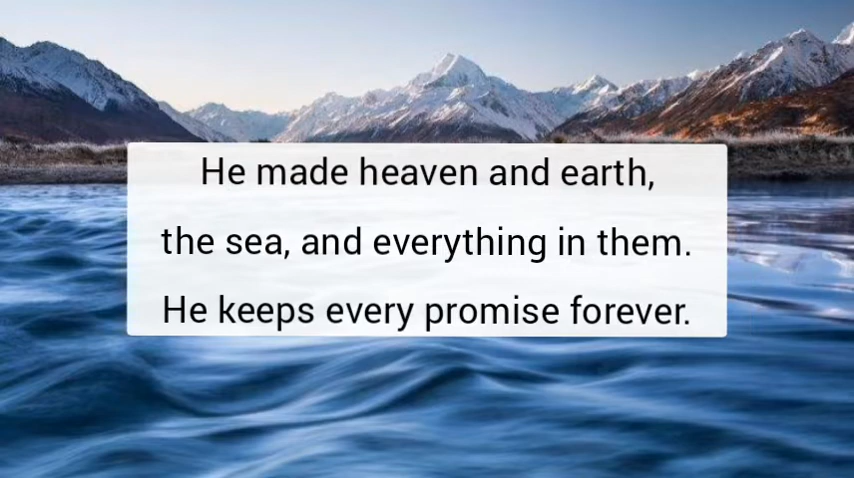 He made heaven and earth,
the sea, and everything in them.
He keeps every promise forever.